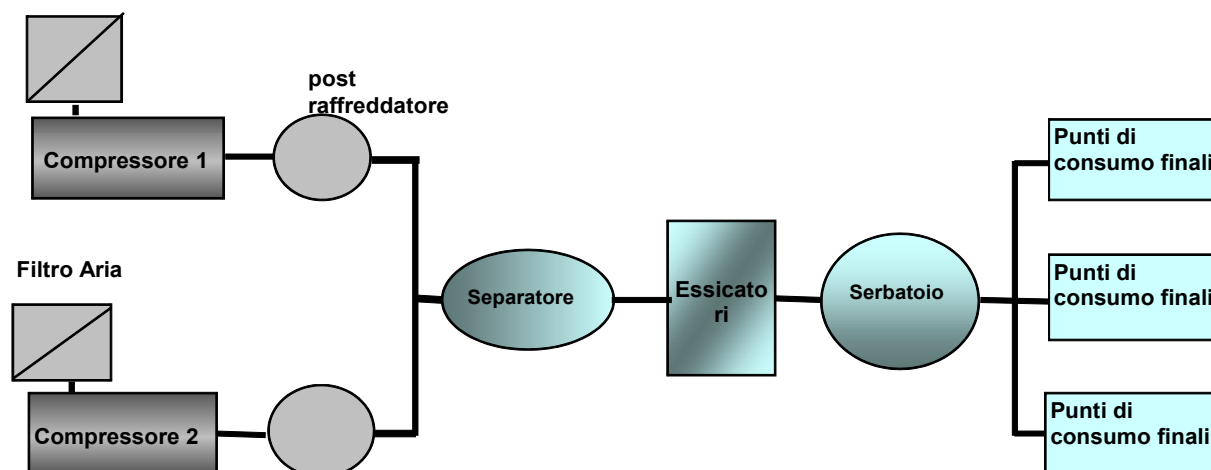 post
raffreddatore
Compressore 1
Punti di
consumo finali
Filtro Aria
Separatore
Essicato
ri
Serbatoio
Punti di
consumo finali
Compressore 2
Punti di
consumo finali